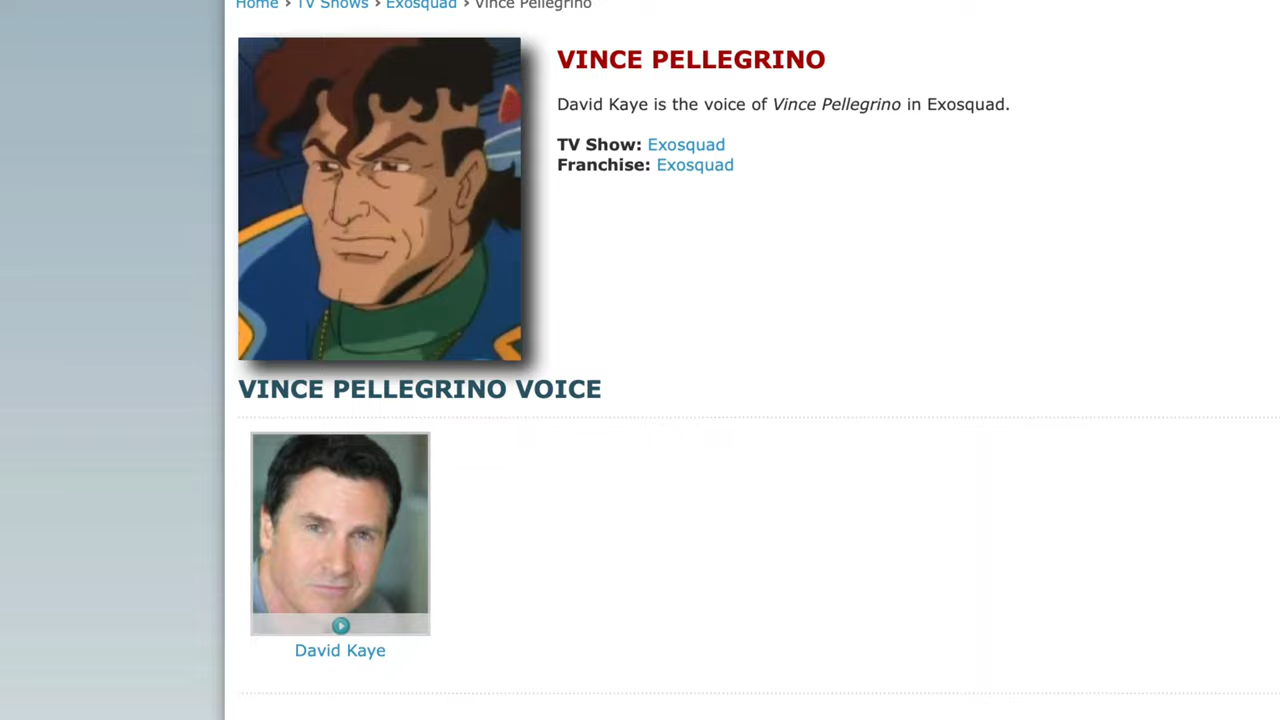 Home › TV Shows › Exosquad › Vince Pellegrino
VINCE PELLEGRINO
David Kaye is the voice of Vince Pellegrino in Exosquad.
TV Show: Exosquad
Franchise: Exosquad
VINCE PELLEGRINO VOICE
David Kaye